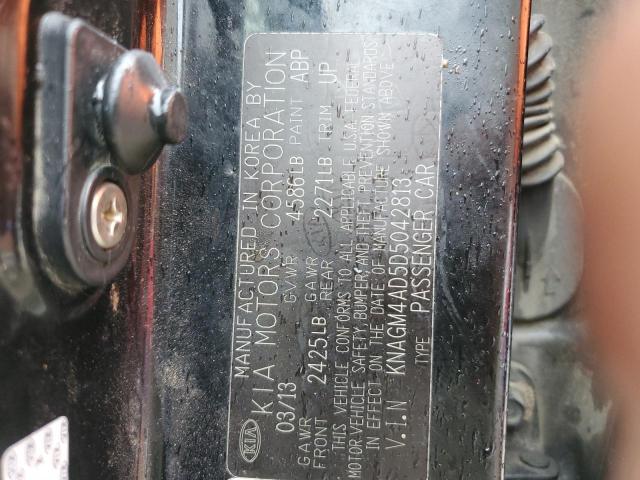 KIA
MANUFACTURED IN KOREA BY
KIA MOTORS CORPORATION
03/13 GVWR 4586LB PAINT ABP
GAWR FRONT 2425LB GAWR REAR 2271LB TRIM UP
THIS VEHICLE CONFORMS TO ALL APPLICABLE U.S.A. FEDERAL
MOTOR-VEHICLE SAFETY, BUMPER, AND THEFT PREVENTION STANDARDS
IN EFFECT ON THE DATE OF MANUFACTURE SHOWN ABOVE
V.I.N KNAGM4AD5D5042813
TYPE PASSENGER CAR